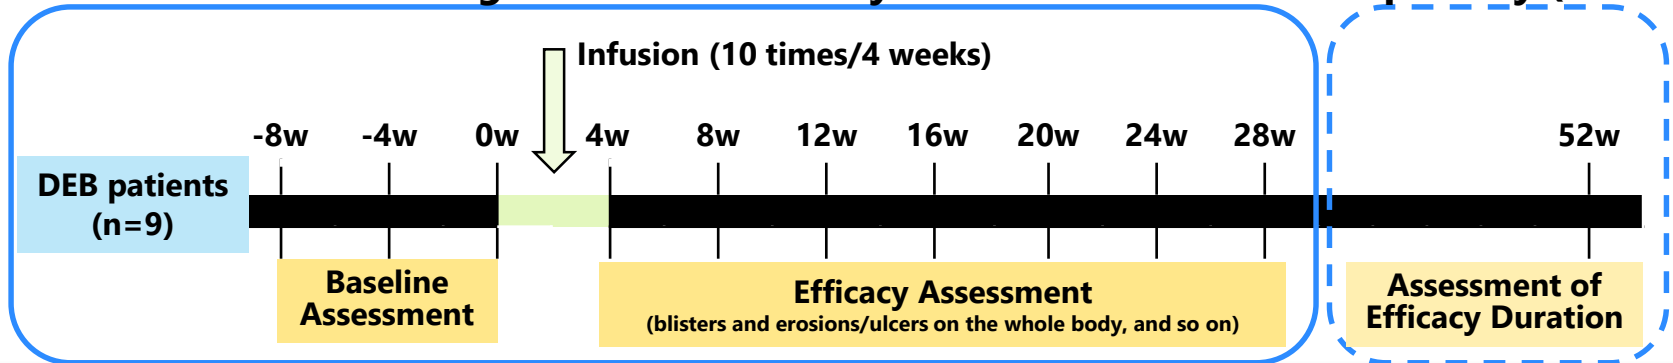 Infusion (10 times/4 weeks)
-8w -4w 0w 4w 8w 12w 16w 20w 24w 28w 52w
DEB patients
(n=9)
Baseline
Assessment
Efficacy Assessment
(blisters and erosions/ulcers on the whole body, and so on)
Assessment of
Efficacy Duration